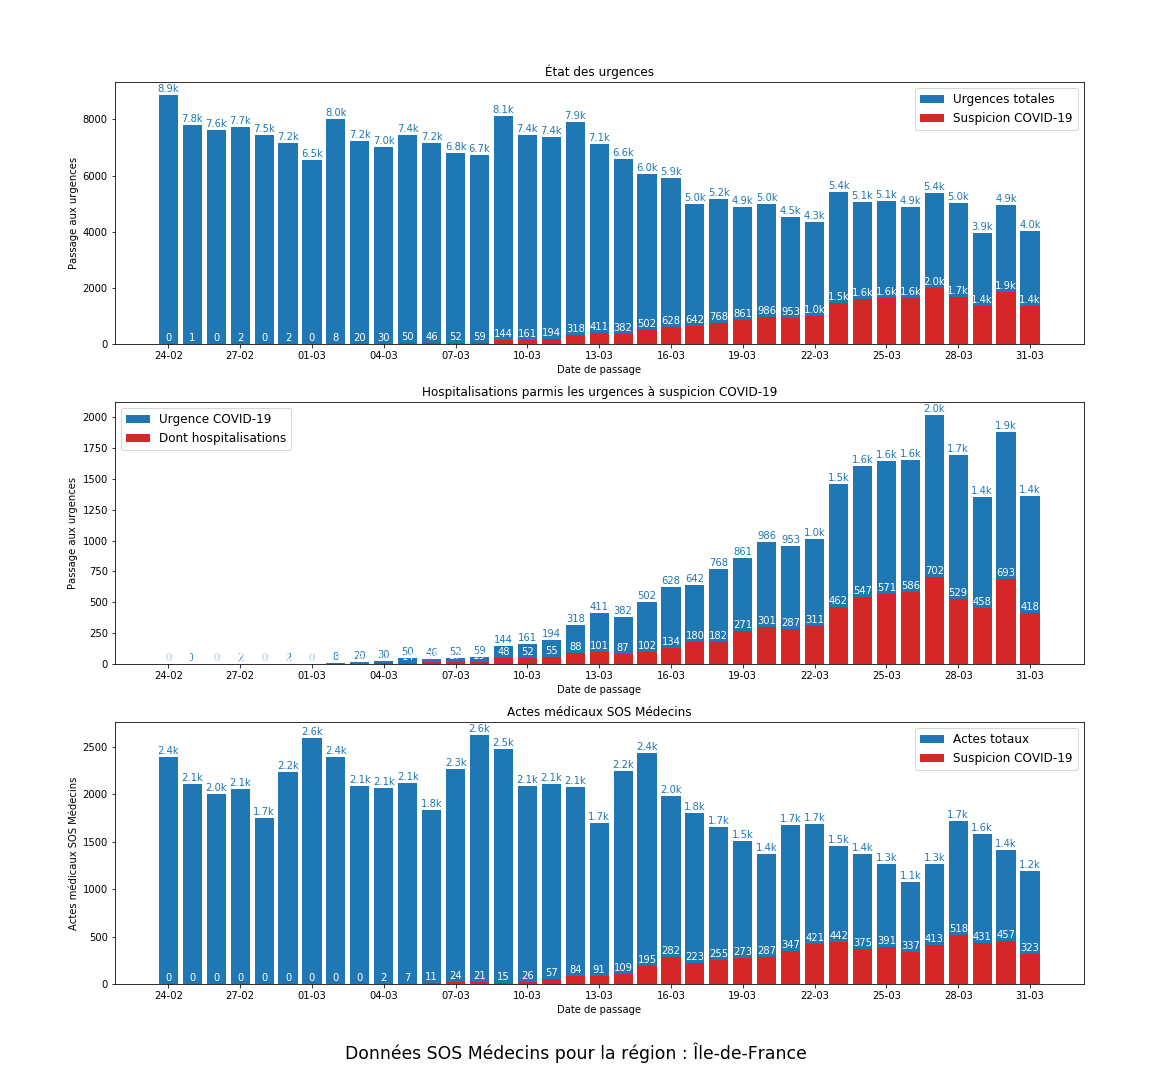 État des urgences
Urgences totales
Suspicion COVID-19
Passage aux urgences
8000
6000
4000
2000
0
8.9k 7.8k 7.6k 7.7k 7.5k 7.2k 6.5k 8.0k 7.2k 7.0k 7.4k 7.2k 6.8k 6.7k 8.1k 7.4k 7.4k 7.9k 7.1k 6.6k 6.0k 5.9k 5.0k 5.2k 4.9k 5.0k 4.5k 4.3k 5.4k 5.1k 5.1k 4.9k 5.4k 5.0k 3.9k 4.9k 4.0k
0 1 0 2 0 2 0 8 20 30 50 46 52 59 144 161 194 318 411 382 502 628 642 768 861 986 953 1.0k 1.5k 1.6k 1.6k 1.6k 2.0k 1.7k 1.4k 1.9k 1.4k
24-02 27-02 01-03 04-03 07-03 10-03 13-03 16-03 19-03 22-03 25-03 28-03 31-03
Date de passage
Hospitalisations parmis les urgences à suspicion COVID-19
Urgence COVID-19
Dont hospitalisations
Passage aux urgences
2000
1750
1500
1250
1000
750
500
250
0
8 20 30 50 46 52 59 144 161 194 318 411 382 502 628 642 768 861 986 953 1.0k 1.5k 1.6k 1.6k 1.6k 2.0k 1.7k 1.4k 1.9k 1.4k
48 52 55 88 101 87 102 134 180 182 271 301 287 311 462 547 571 586 702 529 458 693 418
24-02 27-02 01-03 04-03 07-03 10-03 13-03 16-03 19-03 22-03 25-03 28-03 31-03
Date de passage
Actes médicaux SOS Médecins
Actes totaux
Suspicion COVID-19
Actes médicaux SOS Médecins
2500
2000
1500
1000
500
0
2.4k 2.1k 2.0k 2.1k 1.7k 2.2k 2.6k 2.4k 2.1k 2.1k 2.1k 1.8k 2.3k 2.6k 2.5k 2.1k 2.1k 2.1k 1.7k 2.2k 2.4k 2.0k 1.8k 1.7k 1.5k 1.4k 1.7k 1.7k 1.5k 1.4k 1.3k 1.1k 1.3k 1.7k 1.6k 1.4k 1.2k
0 0 0 0 0 0 0 0 0 2 7 11 24 21 15 26 57 84 91 109 195 282 223 255 273 287 347 421 442 375 391 337 413 518 431 457 323
24-02 27-02 01-03 04-03 07-03 10-03 13-03 16-03 19-03 22-03 25-03 28-03 31-03
Date de passage
Données SOS Médecins pour la région : Île-de-France